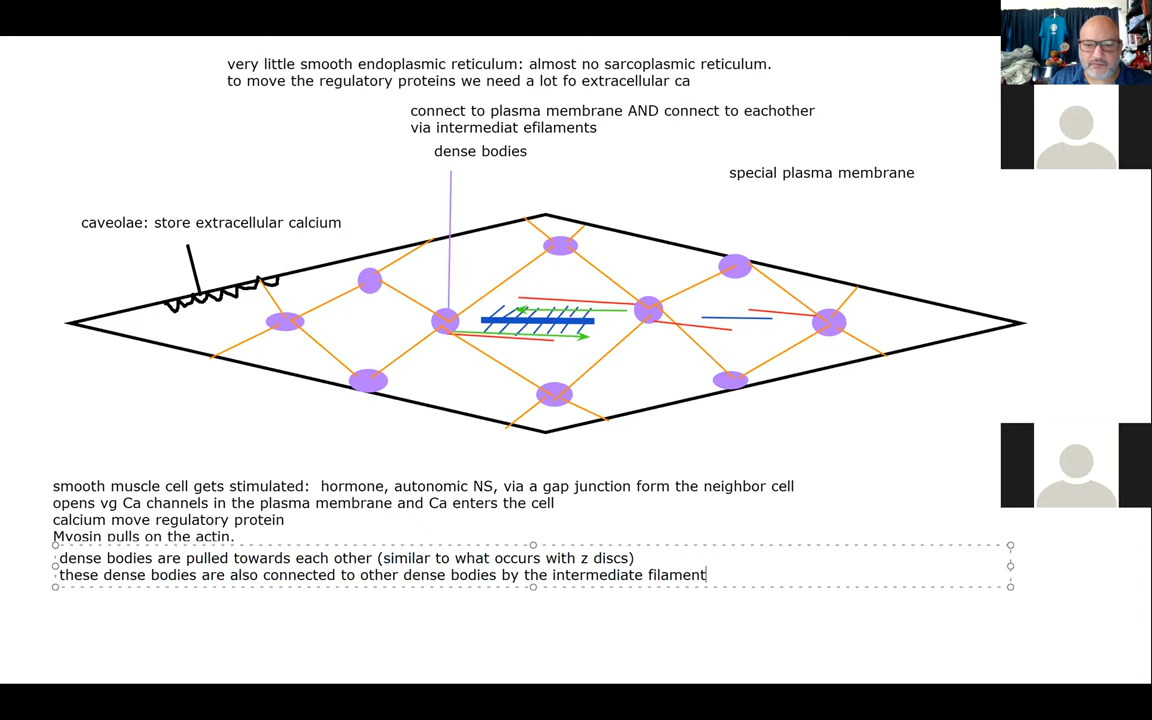 very little smooth endoplasmic reticulum: almost no sarcoplasmic reticulum.
to move the regulatory proteins we need a lot fo extracellular ca
connect to plasma membrane AND connect to eachother
via intermediat efilaments
dense bodies
special plasma membrane
caveolae: store extracellular calcium
smooth muscle cell gets stimulated:  hormone, autonomic NS, via a gap junction form the neighbor cell
opens vg Ca channels in the plasma membrane and Ca enters the cell
calcium move regulatory protein
Myosin pulls on the actin.
dense bodies are pulled towards each other (similar to what occurs with z discs)
these dense bodies are also connected to other dense bodies by the intermediate filament